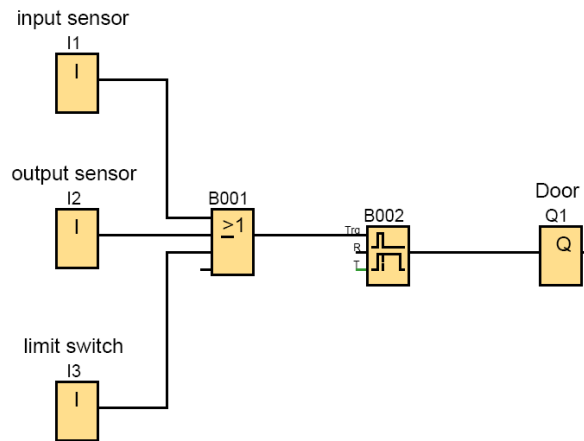 input sensor
I1
I
output sensor
I2
I
B001
>1
Trg
R
T
B002
Door
Q1
Q
limit switch
I3
I